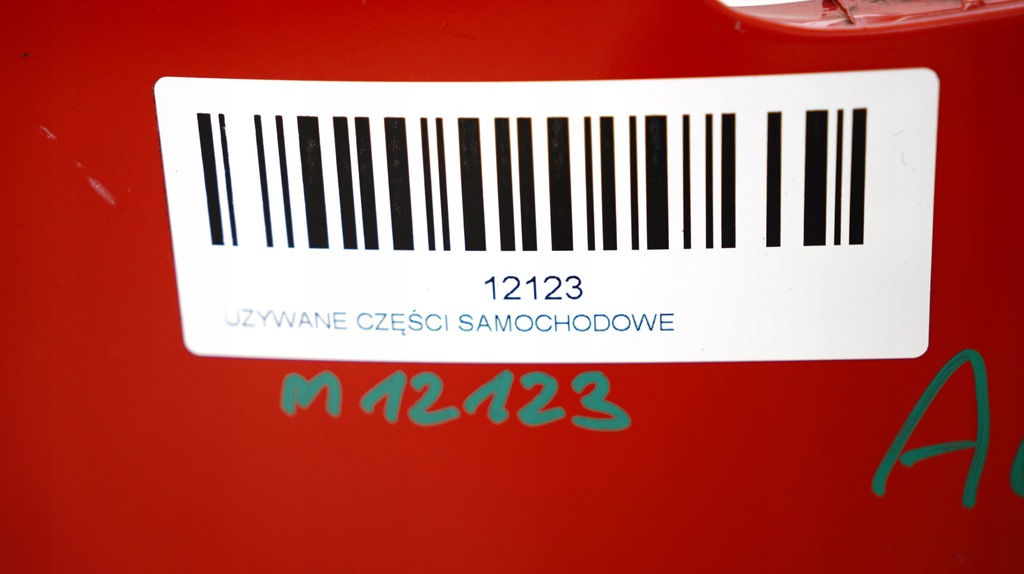 12123
UZYWANE CZĘŚCI SAMOCHODOWE
M 12123
A